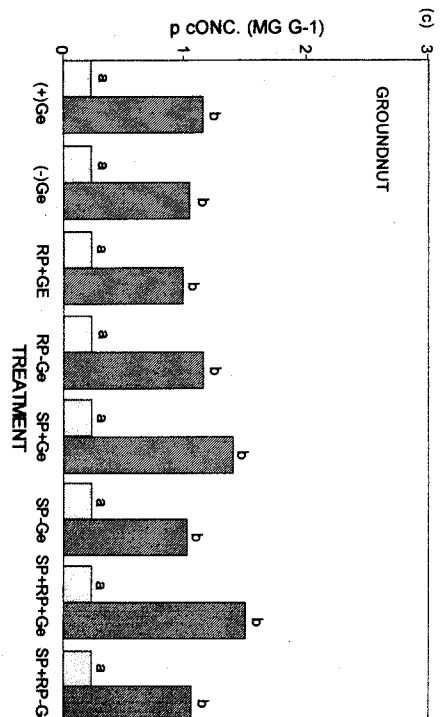 (c)
p cONC. (MG G-1)
0 1 2 3
GROUNDNUT
a b a b a b a b a b a b a b a b
(+)Ge (-)Ge RP+GE RP-Ge SP+Ge SP-Ge SP+RP+Ge SP+RP-G
TREATMENT